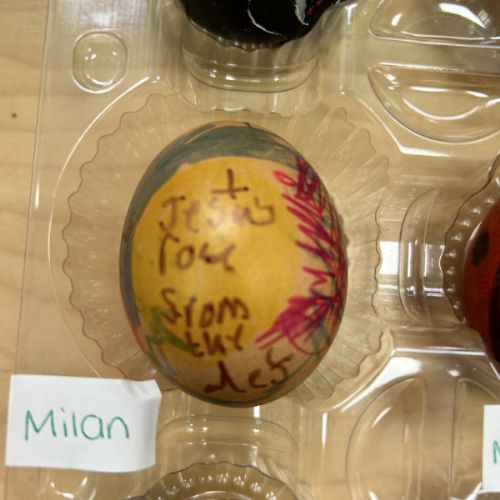 Jesus
rose
from
the
Milan